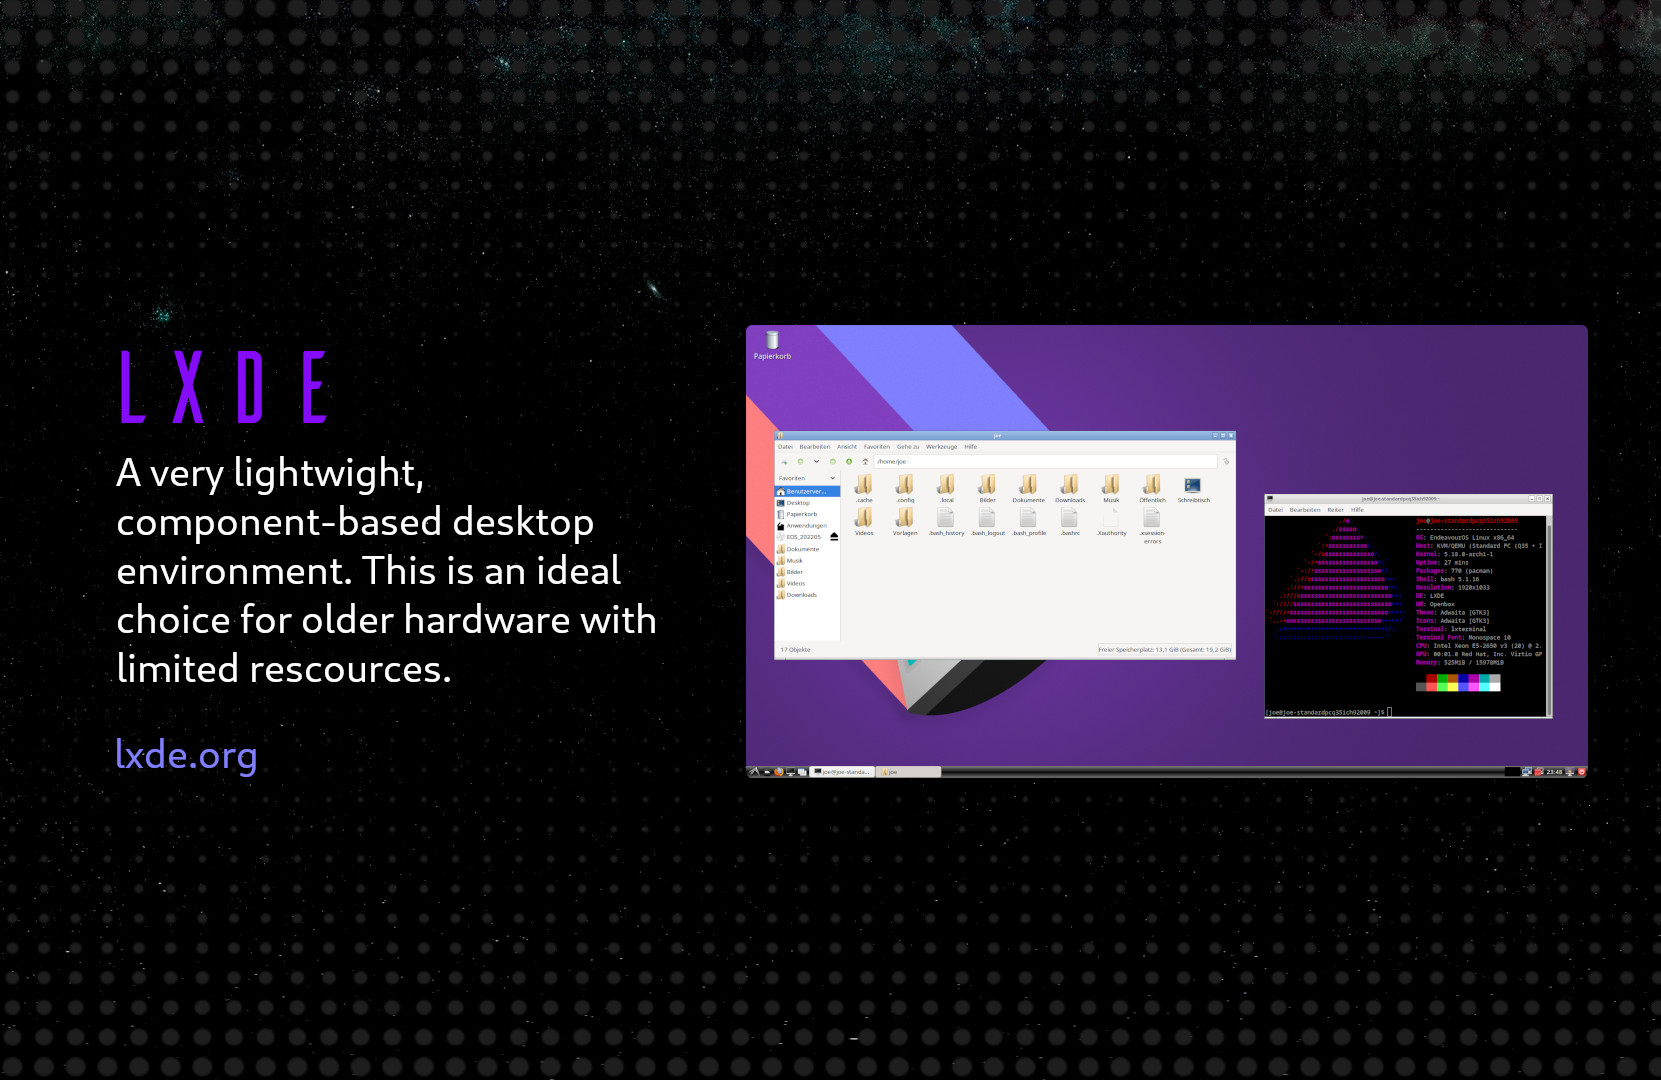 LXDE
A very lightwight,
component-based desktop
environment. This is an ideal
choice for older hardware with
limited rescources.
lxde.org
Papierkorb
joe
Datei Bearbeiten Ansicht Favoriten Gehe zu Werkzeuge Hilfe
/home/joe
Favoriten
Benutzerver...
Desktop
Papierkorb
Anwendungen
EOS_202205
Dokumente
Musik
Bilder
Videos
Downloads
.cache .config .local Bilder Dokumente Downloads Musik Öffentlich Schreibtisch
Videos Vorlagen .bash_history .bash_logout .bash_profile .bashrc .Xauthority .xsession-
errors
17 Objekte
Freier Speicherplatz: 13,1 GiB (Gesamt: 19,2 GiB)
joe@joe-standardpcq35ich92009:~
Datei Bearbeiten Reiter Hilfe
joe@joe-standardpcq35ich92009
-----------------------------
OS: EndeavourOS Linux x86_64
Host: KVM/QEMU (Standard PC (Q35 + I
Kernel: 5.18.0-arch1-1
Uptime: 27 mins
Packages: 770 (pacman)
Shell: bash 5.1.16
Resolution: 1920x1033
DE: LXDE
WM: Openbox
Theme: Adwaita [GTK3]
Icons: Adwaita [GTK3]
Terminal: lxterminal
Terminal Font: Monospace 10
CPU: Intel Xeon E5-2650 v3 (20) @ 2.
GPU: 00:01.0 Red Hat, Inc. Virtio GP
Memory: 525MiB / 15978MiB
[joe@joe-standardpcq35ich92009 ~]$
joe@joe-standa... joe
23:48